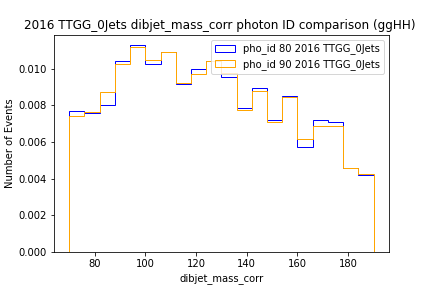 2016 TTGG_0Jets dibjet_mass_corr photon ID comparison (ggHH)
pho_id 80 2016 TTGG_0Jets
pho_id 90 2016 TTGG_0Jets
Number of Events
0.010
0.008
0.006
0.004
0.002
0.000
80 100 120 140 160 180
dibjet_mass_corr